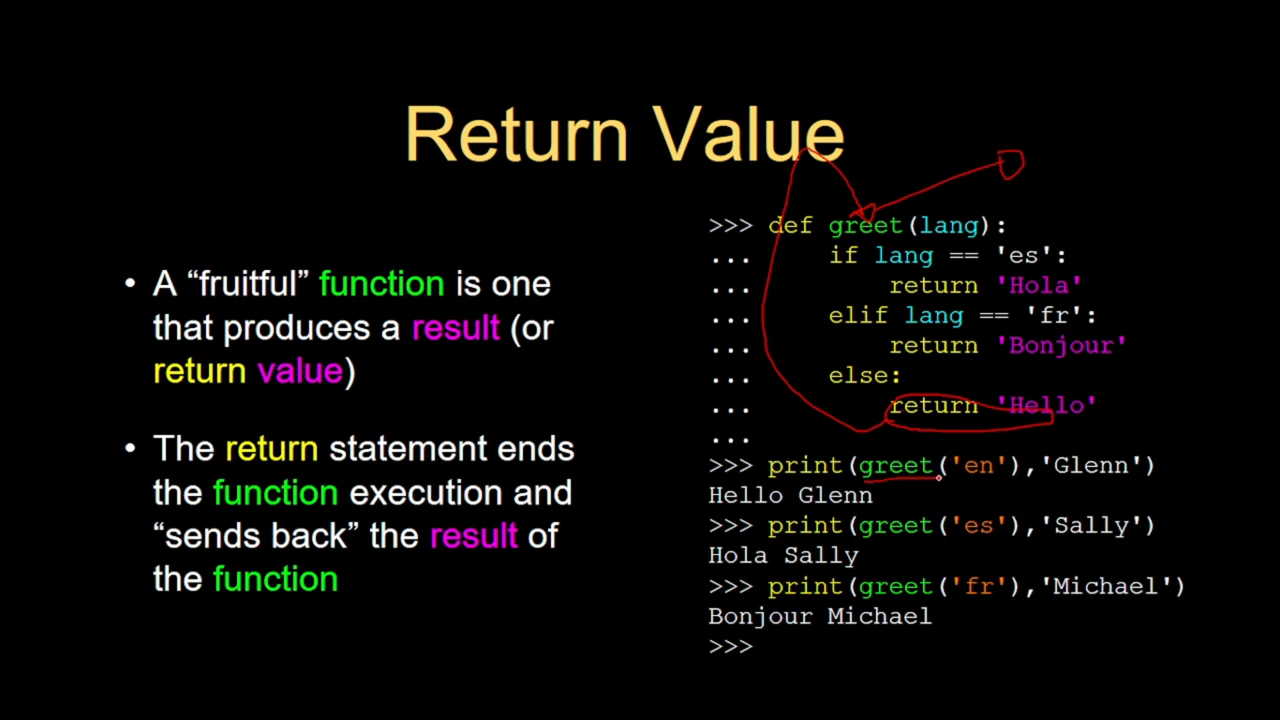 Return Value
• A “fruitful” function is one
that produces a result (or
return value)
• The return statement ends
the function execution and
“sends back” the result of
the function
>>> def greet(lang):
...     if lang == 'es':
...         return 'Hola'
...     elif lang == 'fr':
...         return 'Bonjour'
...     else:
...         return 'Hello'
...
>>> print(greet('en'),'Glenn')
Hello Glenn
>>> print(greet('es'),'Sally')
Hola Sally
>>> print(greet('fr'),'Michael')
Bonjour Michael
>>>